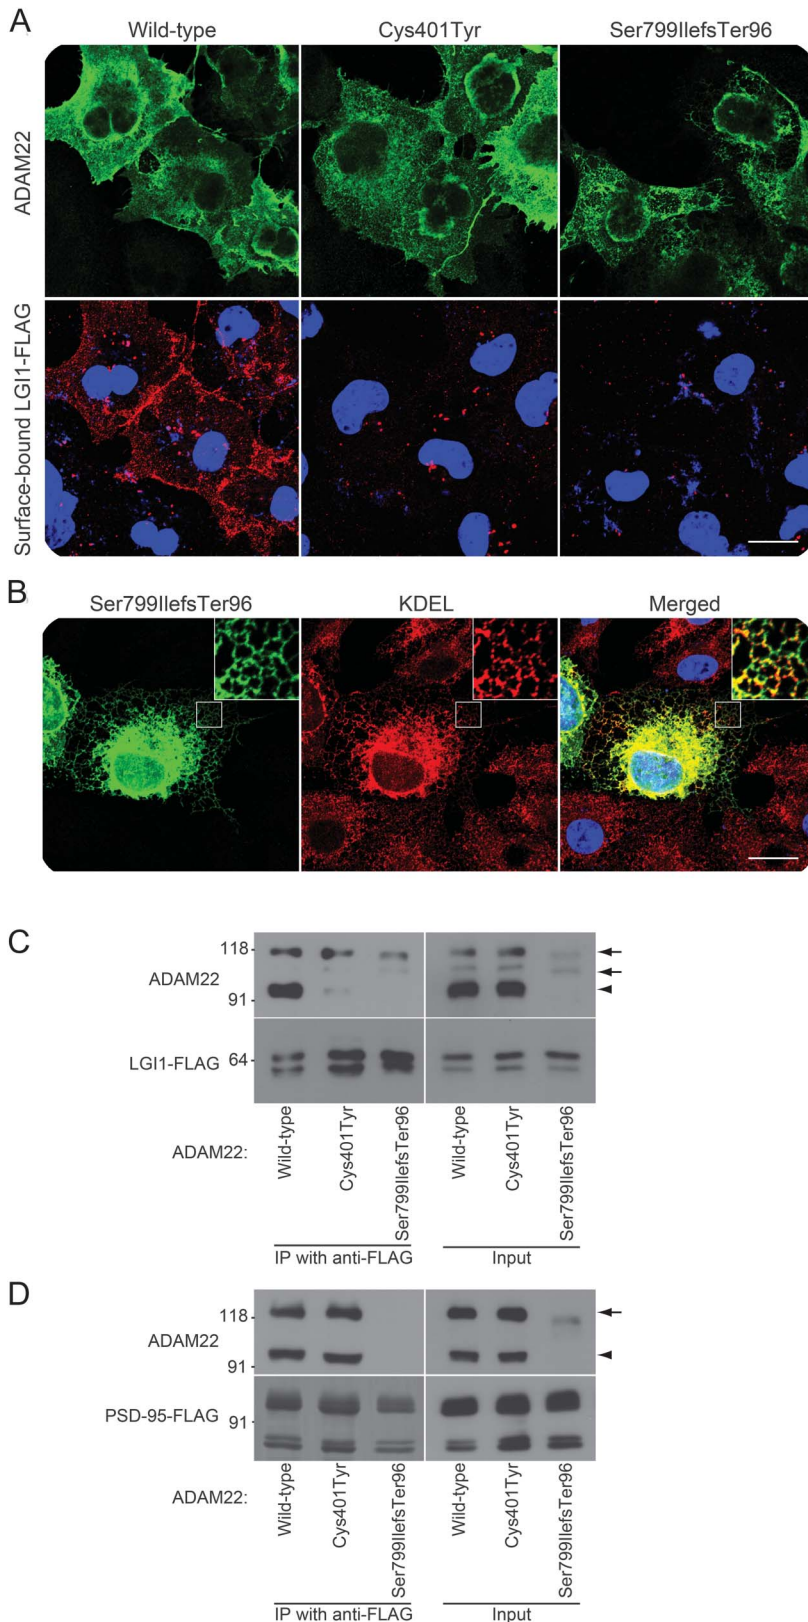 A
Wild-type
Cys401Tyr
Ser799IlefsTer96
ADAM22
Surface-bound LGI1-FLAG
B
Ser799IlefsTer96
KDEL
Merged
C
118
ADAM22
91
LGI1-FLAG
64
ADAM22:
Wild-type
Cys401Tyr
Ser799IlefsTer96
Wild-type
Cys401Tyr
Ser799IlefsTer96
IP with anti-FLAG
Input
D
118
ADAM22
91
PSD-95-FLAG
91
ADAM22:
Wild-type
Cys401Tyr
Ser799IlefsTer96
Wild-type
Cys401Tyr
Ser799IlefsTer96
IP with anti-FLAG
Input